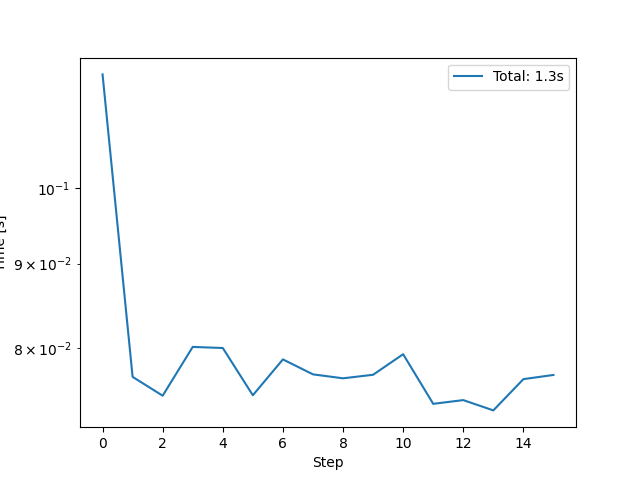 Total: 1.3s
10⁻¹
9 × 10⁻²
8 × 10⁻²
Time [s]
0 2 4 6 8 10 12 14
Step